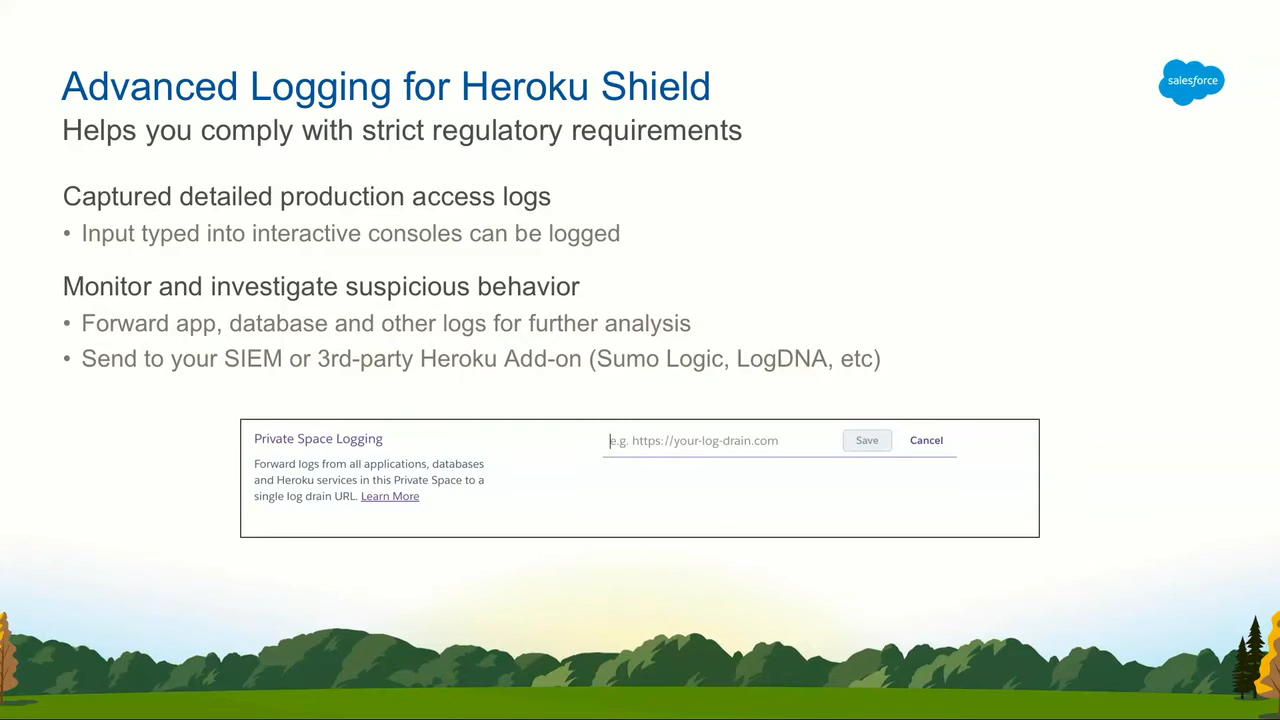 Advanced Logging for Heroku Shield
salesforce
Helps you comply with strict regulatory requirements
Captured detailed production access logs
• Input typed into interactive consoles can be logged
Monitor and investigate suspicious behavior
• Forward app, database and other logs for further analysis
• Send to your SIEM or 3rd-party Heroku Add-on (Sumo Logic, LogDNA, etc)
Private Space Logging
Forward logs from all applications, databases
and Heroku services in this Private Space to a
single log drain URL. Learn More
e.g. https://your-log-drain.com
Save
Cancel